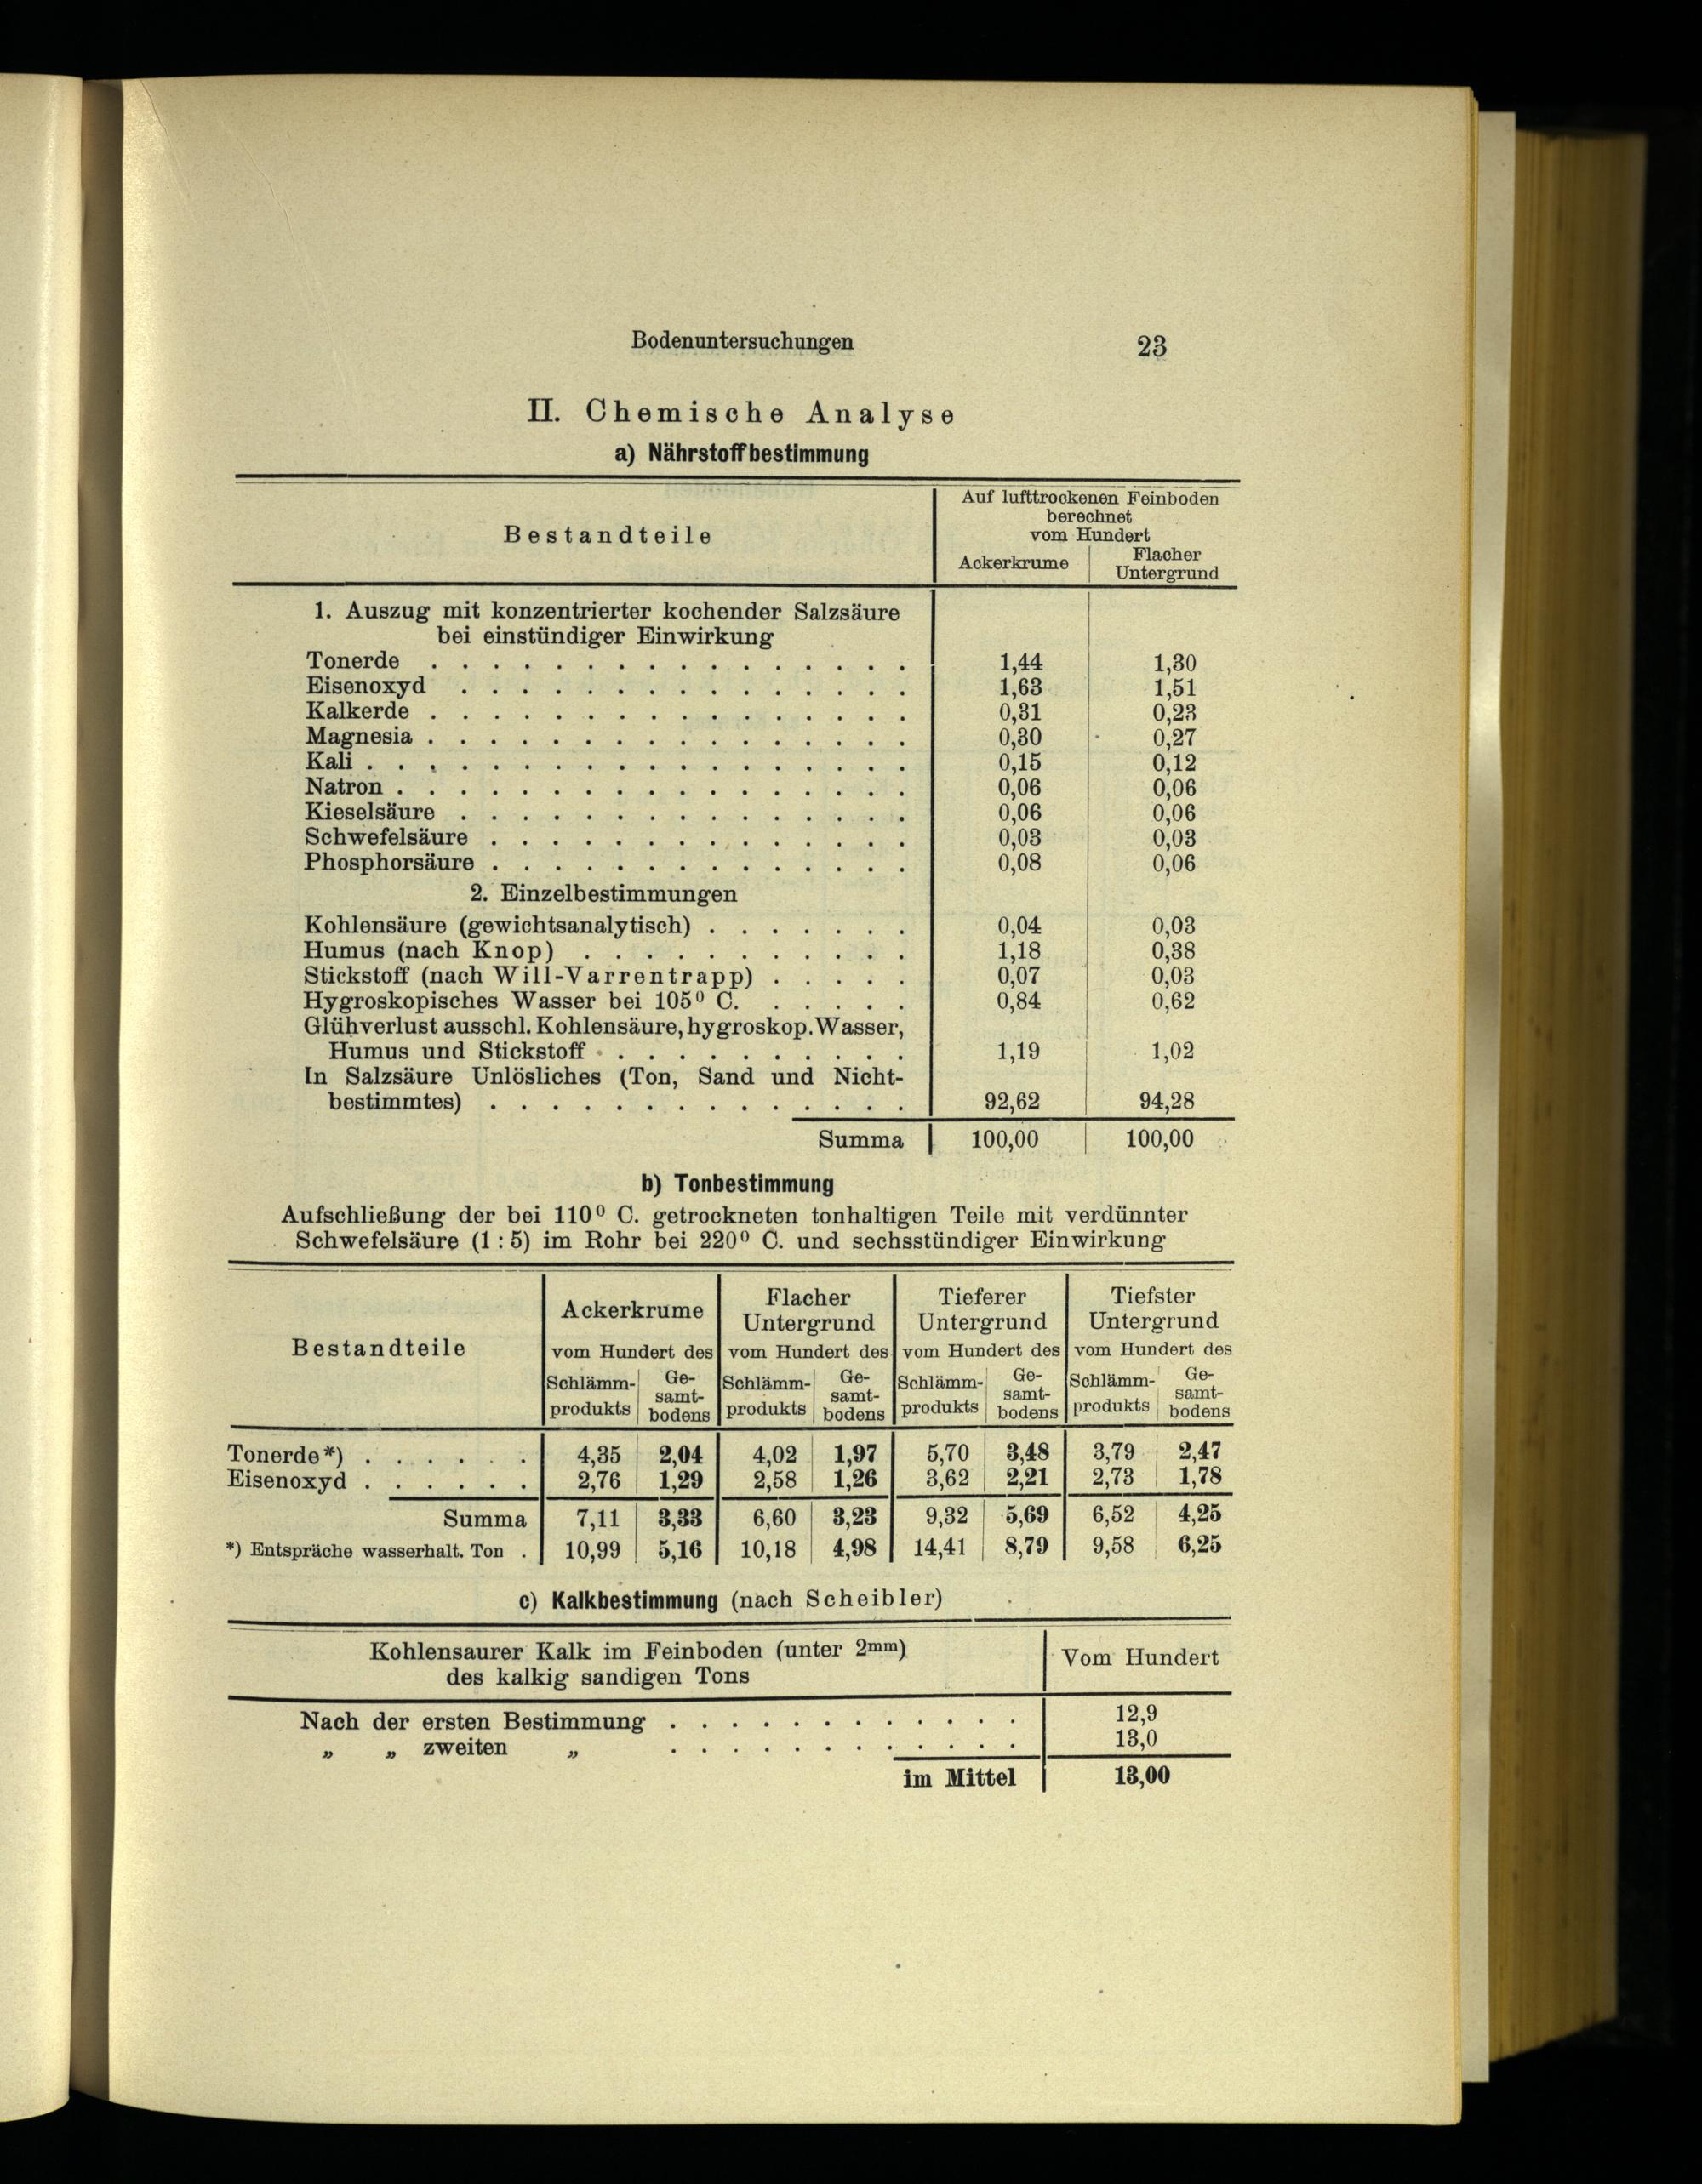 Bodenuntersuchungen 23
II. Chemische Analyse
a) Nährstoffbestimmung
Bestandteile
Auf lufttrockenen Feinboden
berechnet
vom Hundert
Ackerkrume
Flacher
Untergrund
1. Auszug mit konzentrierter kochender Salzsäure
bei einstündiger Einwirkung
Tonerde . . . . . . . . . . . . . . . . 1,44 1,30
Eisenoxyd . . . . . . . . . . . . . . . 1,63 1,51
Kalkerde . . . . . . . . . . . . . . . . 0,31 0,23
Magnesia . . . . . . . . . . . . . . . . 0,30 0,27
Kali . . . . . . . . . . . . . . . . . . 0,15 0,12
Natron . . . . . . . . . . . . . . . . . 0,06 0,06
Kieselsäure . . . . . . . . . . . . . . . 0,06 0,06
Schwefelsäure . . . . . . . . . . . . . . 0,03 0,03
Phosphorsäure . . . . . . . . . . . . . . 0,08 0,06
2. Einzelbestimmungen
Kohlensäure (gewichtsanalytisch) . . . . . . . 0,04 0,03
Humus (nach Knop) . . . . . . . . . . . 1,18 0,38
Stickstoff (nach Will-Varrentrapp) . . . . . 0,07 0,03
Hygroskopisches Wasser bei 105⁰ C. . . . . . 0,84 0,62
Glühverlust ausschl. Kohlensäure, hygroskop. Wasser,
Humus und Stickstoff . . . . . . . . . . 1,19 1,02
In Salzsäure Unlösliches (Ton, Sand und Nicht-
bestimmtes) . . . . . . . . . . . . . . 92,62 94,28
Summa 100,00 100,00
b) Tonbestimmung
Aufschließung der bei 110⁰ C. getrockneten tonhaltigen Teile mit verdünnter
Schwefelsäure (1 : 5) im Rohr bei 220⁰ C. und sechsstündiger Einwirkung
Bestandteile
Ackerkrume
Flacher
Untergrund
Tieferer
Untergrund
Tiefster
Untergrund
vom Hundert des vom Hundert des vom Hundert des vom Hundert des
Schlämm- Ge- Schlämm- Ge- Schlämm- Ge- Schlämm- Ge-
samt- samt- samt- samt-
produkts bodens produkts bodens produkts bodens produkts bodens
Tonerde*) . . . . . . 4,35 2,04 4,02 1,97 5,70 3,48 3,79 2,47
Eisenoxyd . . . . . . 2,76 1,29 2,58 1,26 3,62 2,21 2,73 1,78
Summa 7,11 3,33 6,60 3,23 9,32 5,69 6,52 4,25
*) Entspräche wasserhalt. Ton . 10,99 5,16 10,18 4,98 14,41 8,79 9,58 6,25
c) Kalkbestimmung (nach Scheibler)
Kohlensaurer Kalk im Feinboden (unter 2mm)
des kalkig sandigen Tons
Vom Hundert
Nach der ersten Bestimmung . . . . . . . . . . . . 12,9
„ „ zweiten „ . . . . . . . . . . . . 13,0
im Mittel 13,00